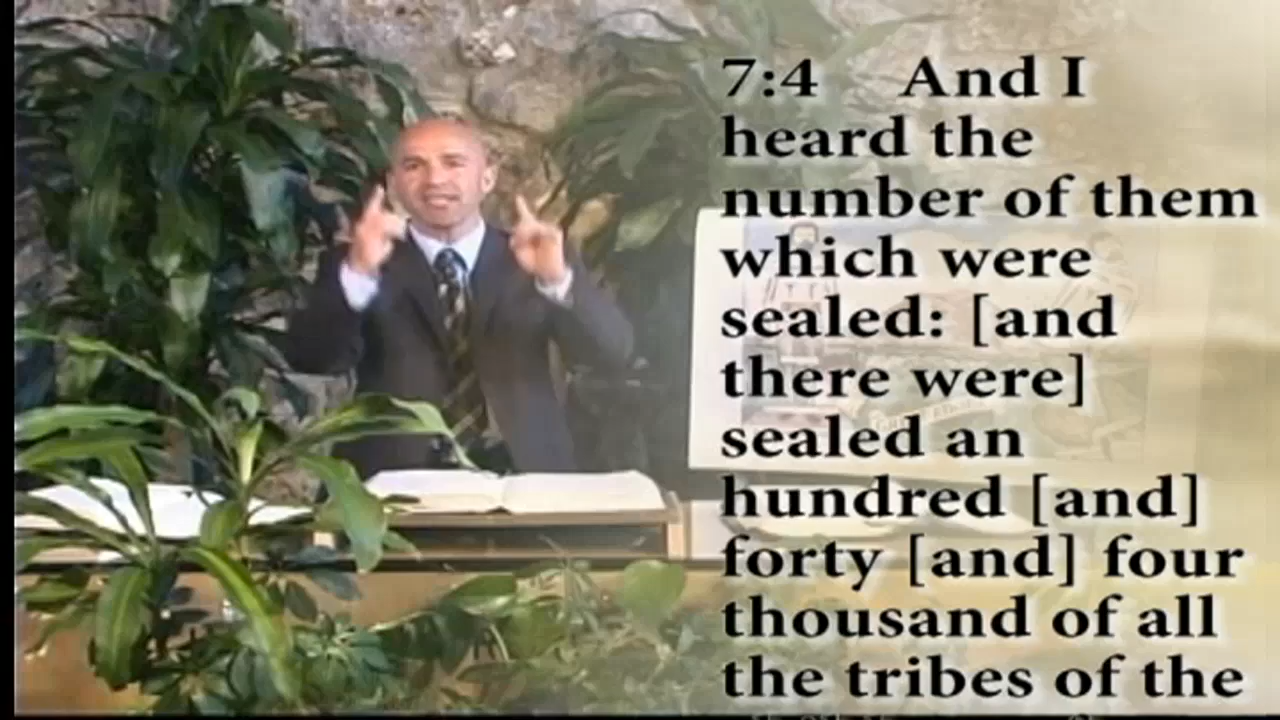 7:4 And I
heard the
number of them
which were
sealed: [and
there were]
sealed an
hundred [and]
forty [and] four
thousand of all
the tribes of the